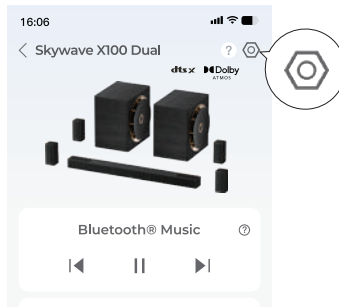 16:06
Skywave X100 Dual
?
dts x Dolby
ATMOS
Bluetooth® Music ?